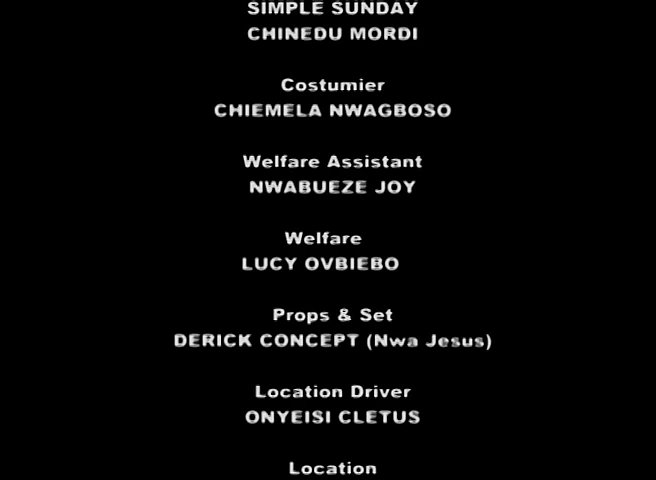 SIMPLE SUNDAY
CHINEDU MORDI
Costumier
CHIEMELA NWAGBOSO
Welfare Assistant
NWABUEZE JOY
Welfare
LUCY OVBIEBO
Props & Set
DERICK CONCEPT (Nwa Jesus)
Location Driver
ONYEISI CLETUS
Location